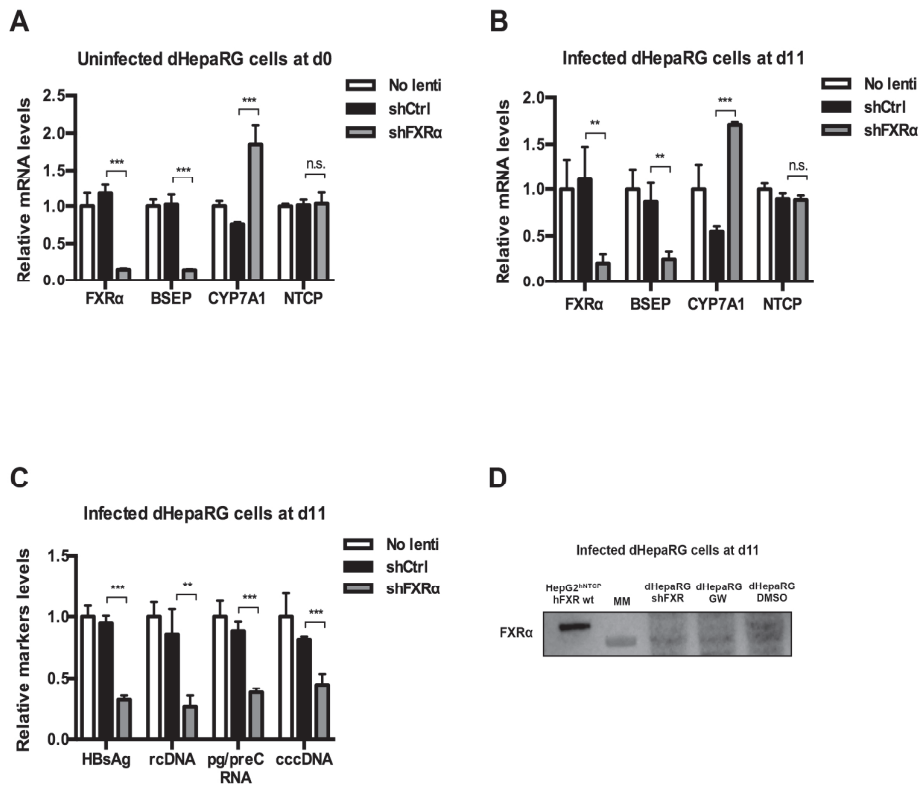 A
Uninfected dHepaRG cells at d0
No lenti
shCtrl
shFXRα
Relative mRNA levels
2.5
2.0
1.5
1.0
0.5
0.0
***
***
***
n.s.
FXRα BSEP CYP7A1 NTCP
B
Infected dHepaRG cells at d11
No lenti
shCtrl
shFXRα
Relative mRNA levels
2.0
1.5
1.0
0.5
0.0
**
**
***
n.s.
FXRα BSEP CYP7A1 NTCP
C
Infected dHepaRG cells at d11
No lenti
shCtrl
shFXRα
Relative markers levels
1.5
1.0
0.5
0.0
***
**
***
***
HBsAg rcDNA pg/preC cccDNA
RNA
D
Infected dHepaRG cells at d11
HepG2hNTCP dHepaRG dHepaRG dHepaRG
hFXR wt MM shFXR GW DMSO
FXRα